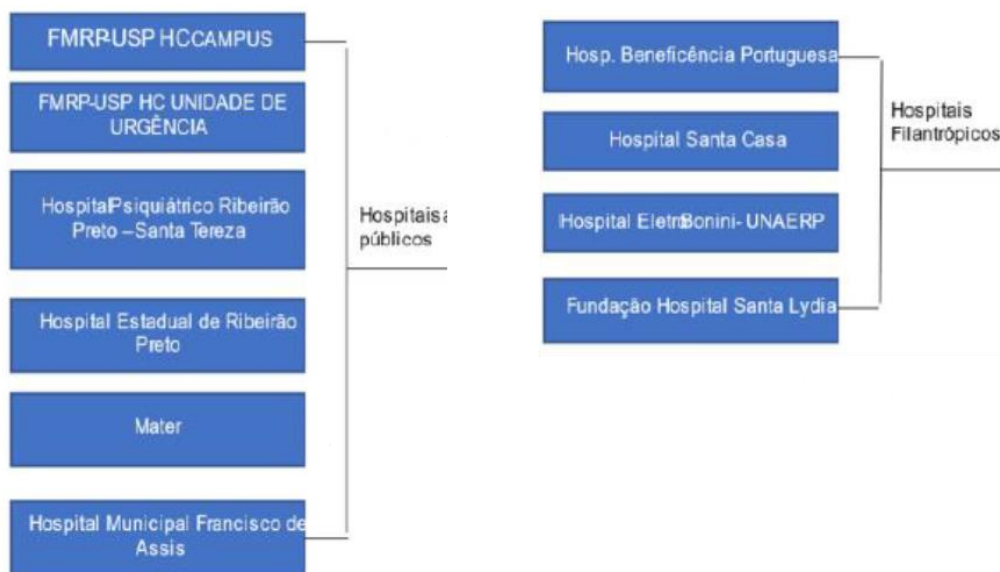 FMRP-USP HCCAMPUS
FMRP-USP HC UNIDADE DE
URGÊNCIA
HospitalPsiquiátrico Ribeirão
Preto –Santa Tereza
Hospital Estadual de Ribeirão
Preto
Mater
Hospital Municipal Francisco de
Assis
Hospitais
públicos
Hosp. Beneficência Portuguesa
Hospital Santa Casa
Hospital EletroBonini- UNAERP
Fundação Hospital Santa Lydia
Hospitais
Filantrópicos